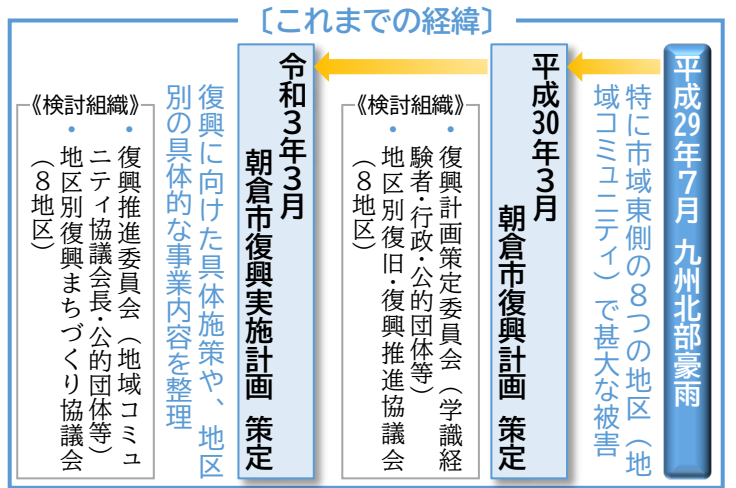 〔これまでの経緯〕
平成29年7月 九州北部豪雨
特に市域東側の８つの地区（地
域コミュニティ）で甚大な被害
平成30年3月
朝倉市復興計画 策定
《検討組織》
・復興計画策定委員会（学識経
験者・行政・公的団体等）
・地区別復旧・復興推進協議会
（８地区）
令和３年３月
朝倉市復興実施計画 策定
復興に向けた具体施策や、地区
別の具体的な事業内容を整理
《検討組織》
・復興推進委員会（地域コミュ
ニティ協議会長・公的団体等）
・地区別復興まちづくり協議会
（８地区）